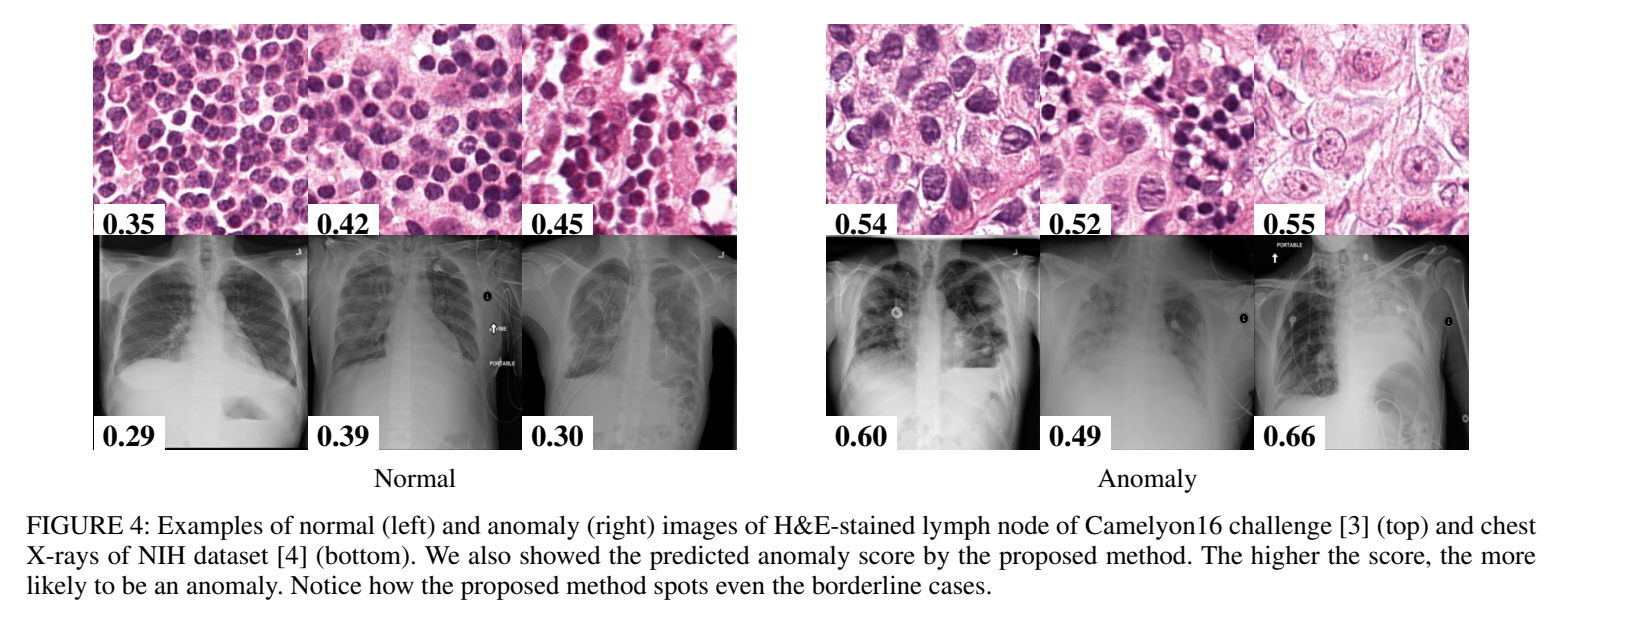 0.35
0.42
0.45
0.54
0.52
0.55
PORTABLE
L
PORTABLE
L
L
0.29
0.39
0.30
0.60
0.49
0.66
Normal
Anomaly
FIGURE 4: Examples of normal (left) and anomaly (right) images of H&E-stained lymph node of Camelyon16 challenge [3] (top) and chest
X-rays of NIH dataset [4] (bottom). We also showed the predicted anomaly score by the proposed method. The higher the score, the more
likely to be an anomaly. Notice how the proposed method spots even the borderline cases.